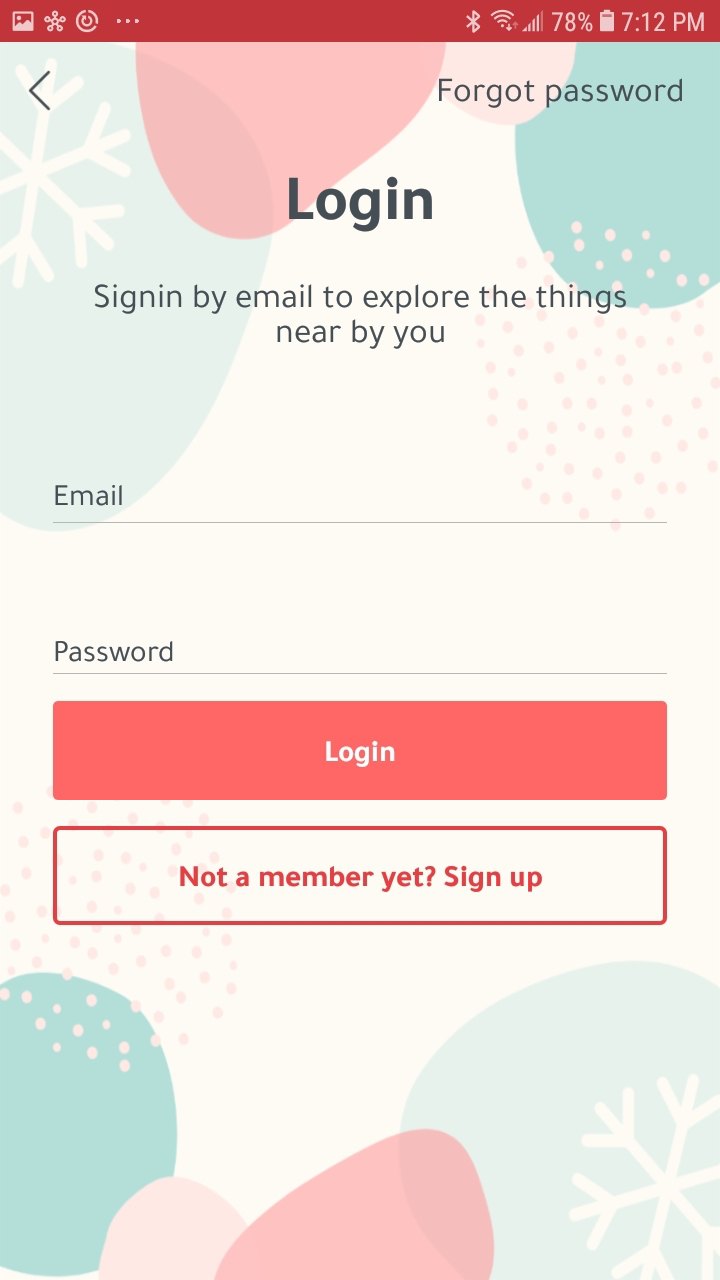 78% 7:12 PM
Forgot password
Login
Signin by email to explore the things
near by you
Email
Password
Login
Not a member yet? Sign up